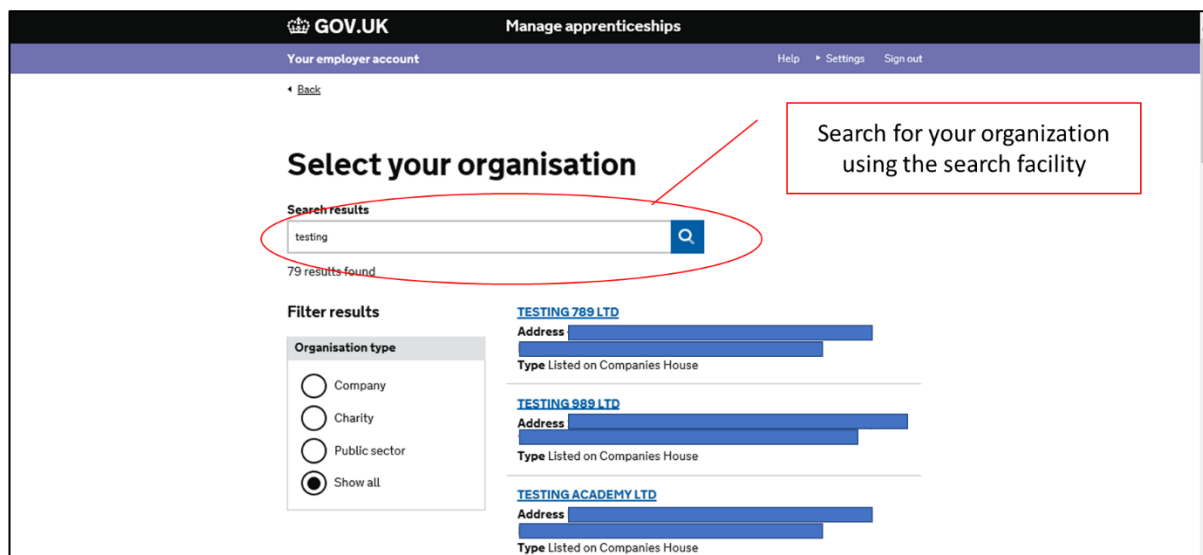 GOV.UK
Manage apprenticeships
Your employer account
Help
Settings
Sign out
Back
Select your organisation
Search for your organization
using the search facility
Search results
testing
79 results found
Filter results
Organisation type
Company
Charity
Public sector
Show all
TESTING 789 LTD
Address
Type Listed on Companies House
TESTING 989 LTD
Address
Type Listed on Companies House
TESTING ACADEMY LTD
Address
Type Listed on Companies House